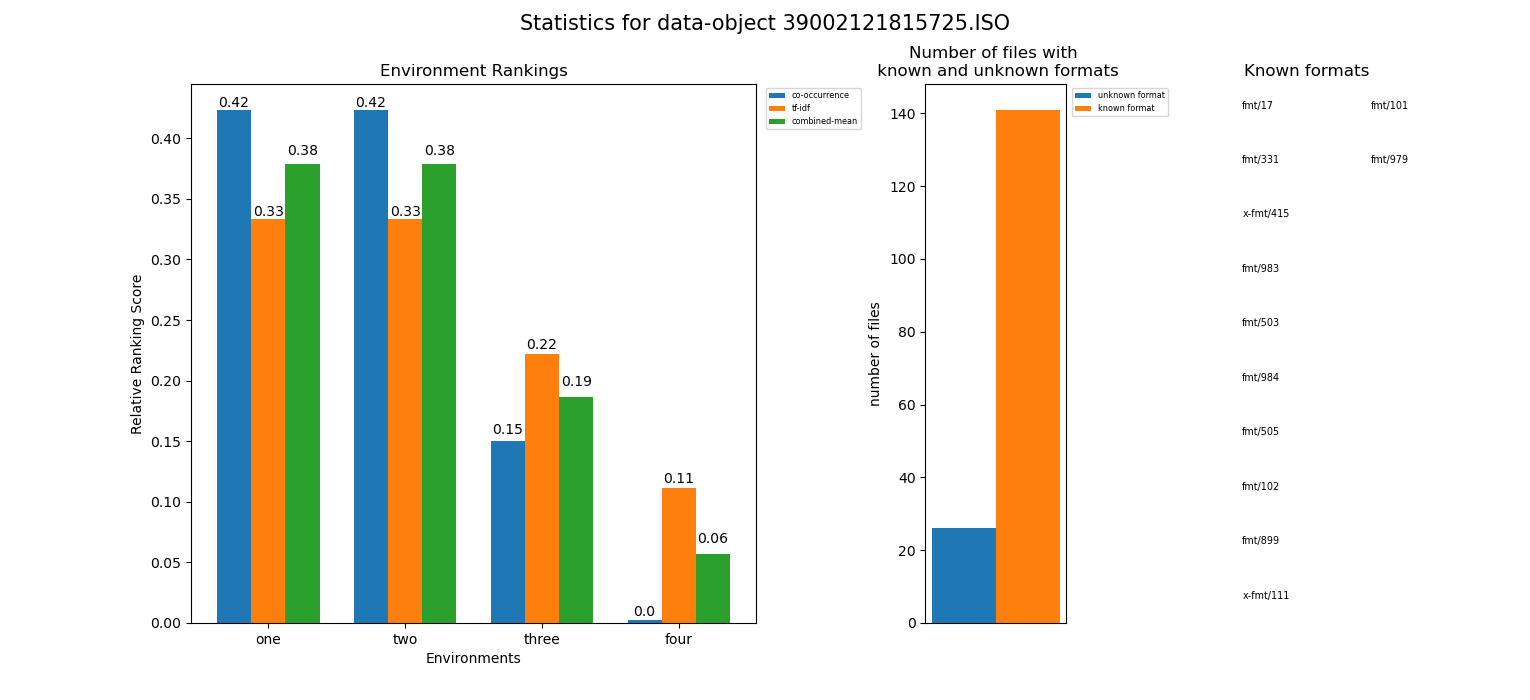 Statistics for data-object 39002121815725.ISO
Environment Rankings
0.42
0.33
0.38
0.42
0.33
0.38
0.15
0.22
0.19
0.0
0.11
0.06
0.40
0.35
0.30
0.25
0.20
0.15
0.10
0.05
0.00
Relative Ranking Score
one two three four
Environments
co-occurrence
tf-idf
combined-mean
Number of files with
known and unknown formats
140
120
100
80
60
40
20
0
number of files
unknown format
known format
Known formats
fmt/17 fmt/101
fmt/331 fmt/979
x-fmt/415
fmt/983
fmt/503
fmt/984
fmt/505
fmt/102
fmt/899
x-fmt/111